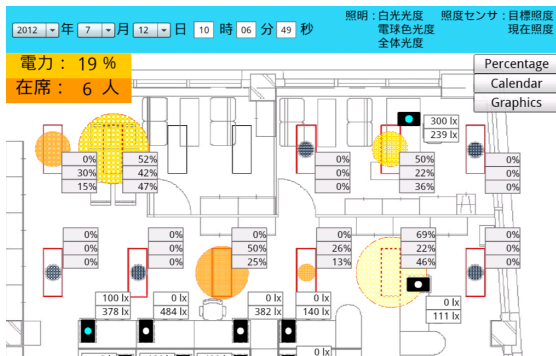 照明：白光光度 照度センサ：目標照度
2012 年 7 月 12 日 10 時 06 分 49 秒
電球色光度 現在照度
全体光度
電力： 19 %
在席： 6 人
Percentage
Calendar
Graphics
300 lx
239 lx
0% 52% 0% 50% 0%
30% 42% 0% 22% 0%
15% 47% 0% 36% 0%
0% 0% 0% 0% 69% 0%
0% 0% 50% 26% 22% 0%
0% 0% 25% 13% 46% 0%
100 lx 0 lx 0 lx 0 lx 0 lx
378 lx 484 lx 382 lx 140 lx 111 lx
0 lx